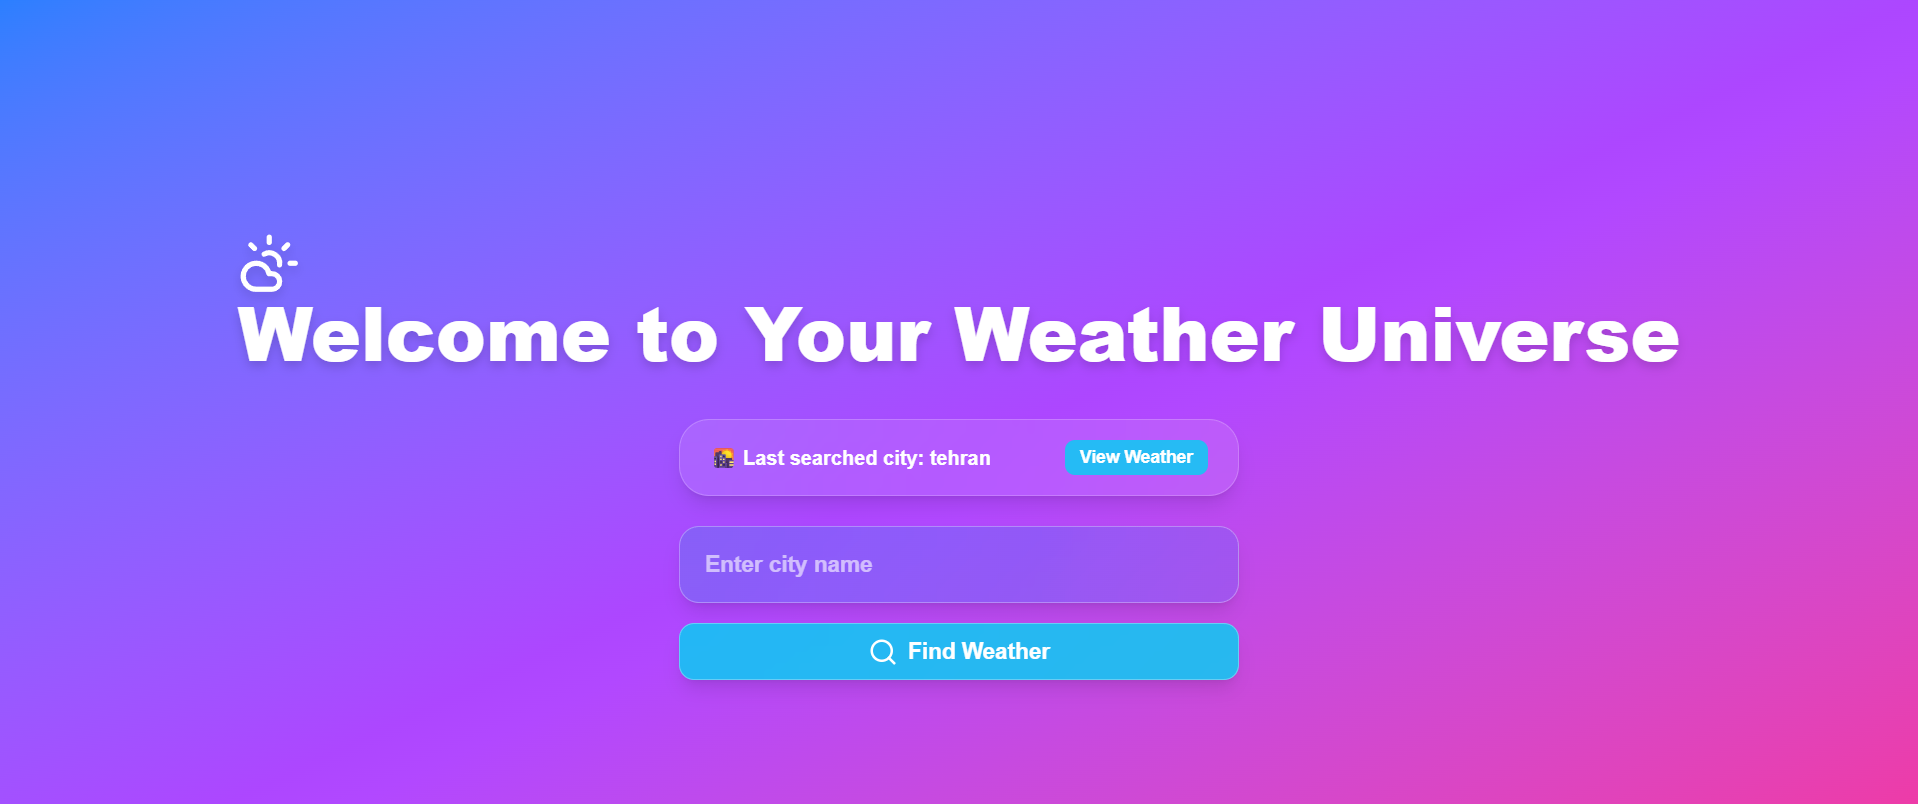 Welcome to Your Weather Universe
🌇 Last searched city: tehran
View Weather
Enter city name
Find Weather